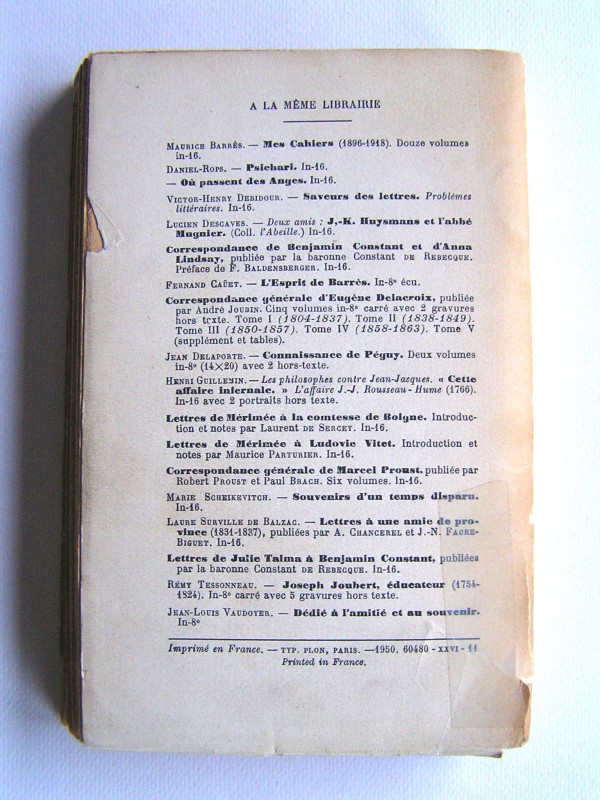 A LA MÊME LIBRAIRIE
MAURICE BARRÈS. — Mes Cahiers (1896-1918). Douze volumes
in-16.
DANIEL-ROPS. — Psichari. In-16.
— Où passent des Anges. In-16.
VICTOR-HENRY DEBIDOUR. — Saveurs des lettres. Problèmes
littéraires. In-16.
LUCIEN DESCAVES. — Deux amis : J,-K. Huysmans et l'abbé
Mugnier. (Coll. l'Abeille.) In-16.
Correspondance de Benjamin Constant et d'Anna
Lindsay, publiée par la baronne Constant DE REBECQUE.
Préface de F. BALDENSBERGER. In-16.
FERNAND CAÜET. — L'Esprit de Barrès. In-8° écu.
Correspondance générale d'Eugène Delacroix, publiée
par André JOUBIN. Cinq volumes in-8° carré avec 2 gravures
hors texte. Tome I (1804-1837). Tome II (1838-1849).
Tome III (1850-1857). Tome IV (1858-1863). Tome V
(supplément et tables).
JEAN DELAPORTE. — Connaissance de Péguy. Deux volumes
in-8° (14×20) avec 2 hors-texte.
HENRI GUILLEMIN. — Les philosophes contre Jean-Jacques. « Cette
affaire infernale. » L'affaire J.-J. Rousseau - Hume (1766).
In-16 avec 2 portraits hors texte.
Lettres de Mérimée à la comtesse de Boigne. Introduc-
tion et notes par Laurent DE SERCEY. In-16.
Lettres de Mérimée à Ludovic Vitet. Introduction et
notes par Maurice PARTURIER. In-16.
Correspondance générale de Marcel Proust, publiée par
Robert PROUST et Paul BRACH. Six volumes. In-16.
MARIE SCHEIKEVITCH. — Souvenirs d'un temps disparu.
In-16.
LAURE SURVILLE DE BALZAC. — Lettres à une amie de pro-
vince (1831-1837), publiées par A. CHANCEREL et J.-N. FAURE-
BIGUET. In-16.
Lettres de Julie Talma à Benjamin Constant, publiées
par la baronne Constant DE REBECQUE. In-16.
RÉMY TESSONNEAU. — Joseph Joubert, éducateur (1754-
1824). In-8° carré avec 5 gravures hors texte.
JEAN-LOUIS VAUDOYER. — Dédié à l'amitié et au souvenir.
In-8°
Imprimé en France. — TYP. PLON, PARIS. —1950. 60480 - XXVI - 11
Printed in France.